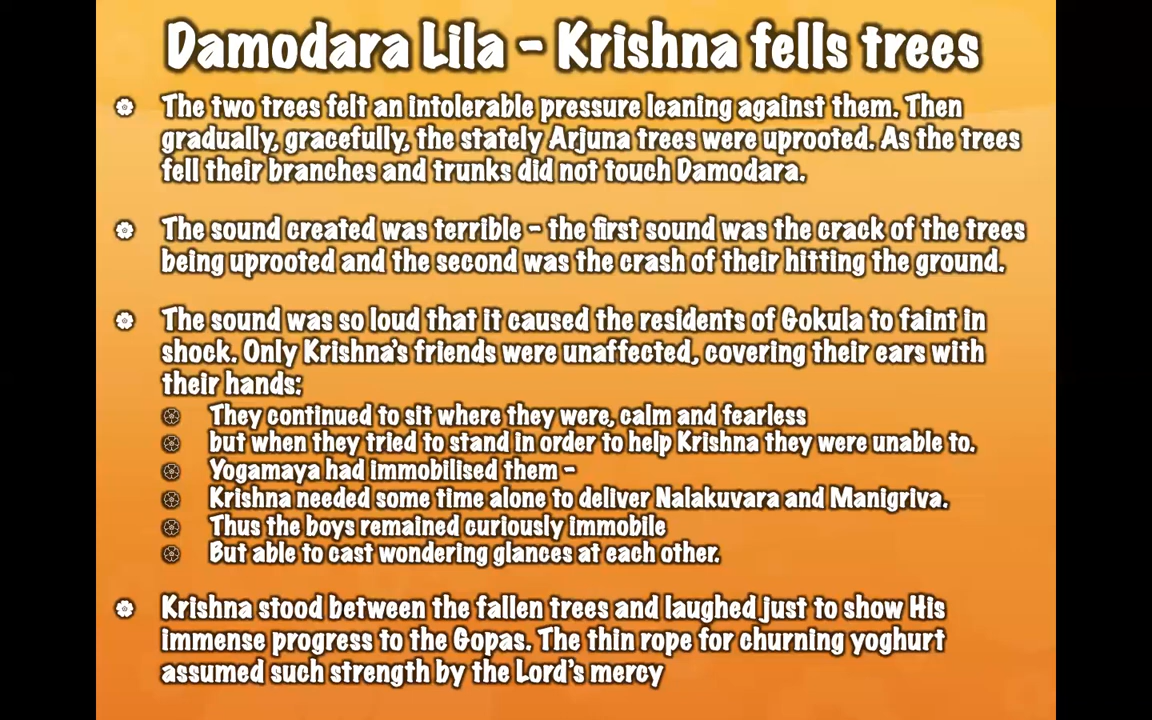 Damodara Lila - Krishna fells trees
The two trees felt an intolerable pressure leaning against them. Then
gradually, gracefully, the stately Arjuna trees were uprooted. As the trees
fell their branches and trunks did not touch Damodara.
The sound created was terrible - the first sound was the crack of the trees
being uprooted and the second was the crash of their hitting the ground.
The sound was so loud that it caused the residents of Gokula to faint in
shock. Only Krishna's friends were unaffected, covering their ears with
their hands:
They continued to sit where they were, calm and fearless
but when they tried to stand in order to help Krishna they were unable to.
Yogamaya had immobilised them -
Krishna needed some time alone to deliver Nalakuvara and Manigriva.
Thus the boys remained curiously immobile
But able to cast wondering glances at each other.
Krishna stood between the fallen trees and laughed just to show His
immense progress to the Gopas. The thin rope for churning yoghurt
assumed such strength by the Lord's mercy